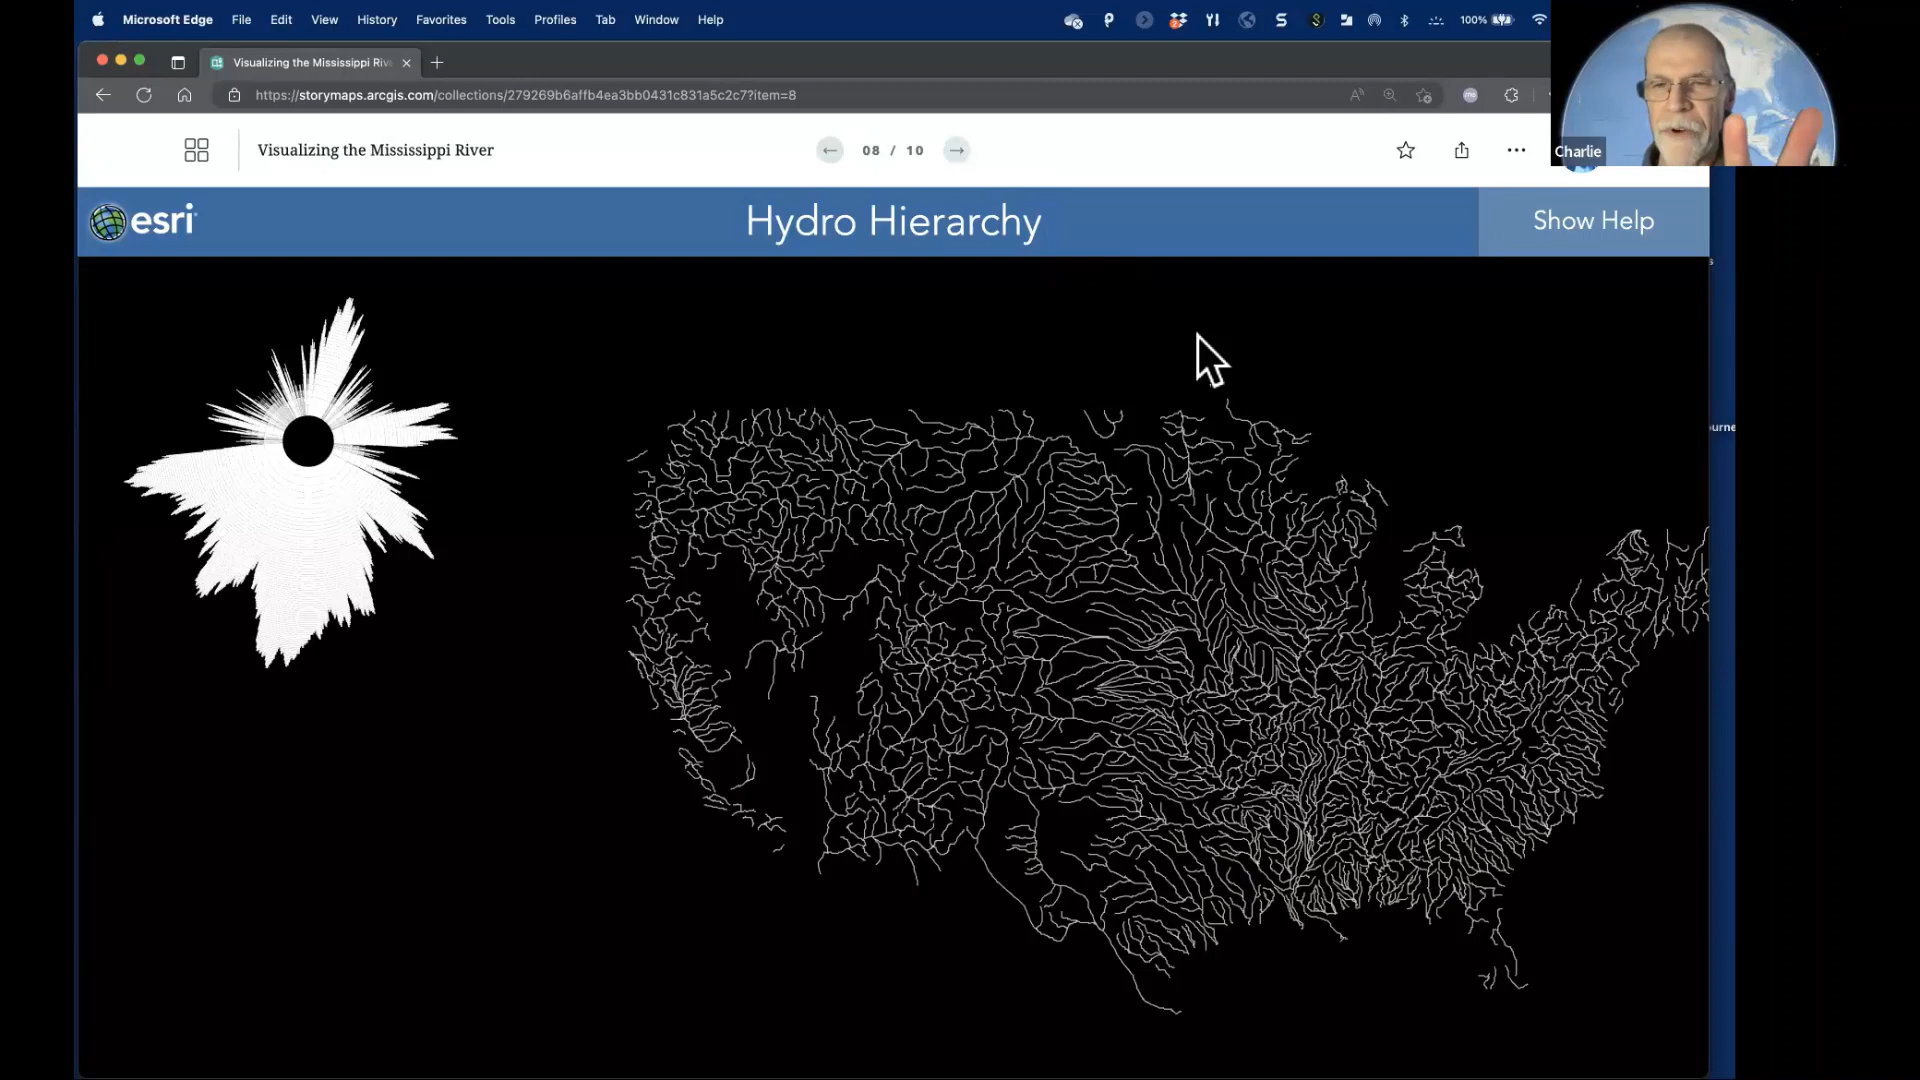 Microsoft Edge File Edit View History Favorites Tools Profiles Tab Window Help
100%
Visualizing the Mississippi Riv
https://storymaps.arcgis.com/collections/279269b6affb4ea3bb0431c831a5c2c7?item=8
Visualizing the Mississippi River
08 / 10
Charlie
esri
Hydro Hierarchy
Show Help
urne